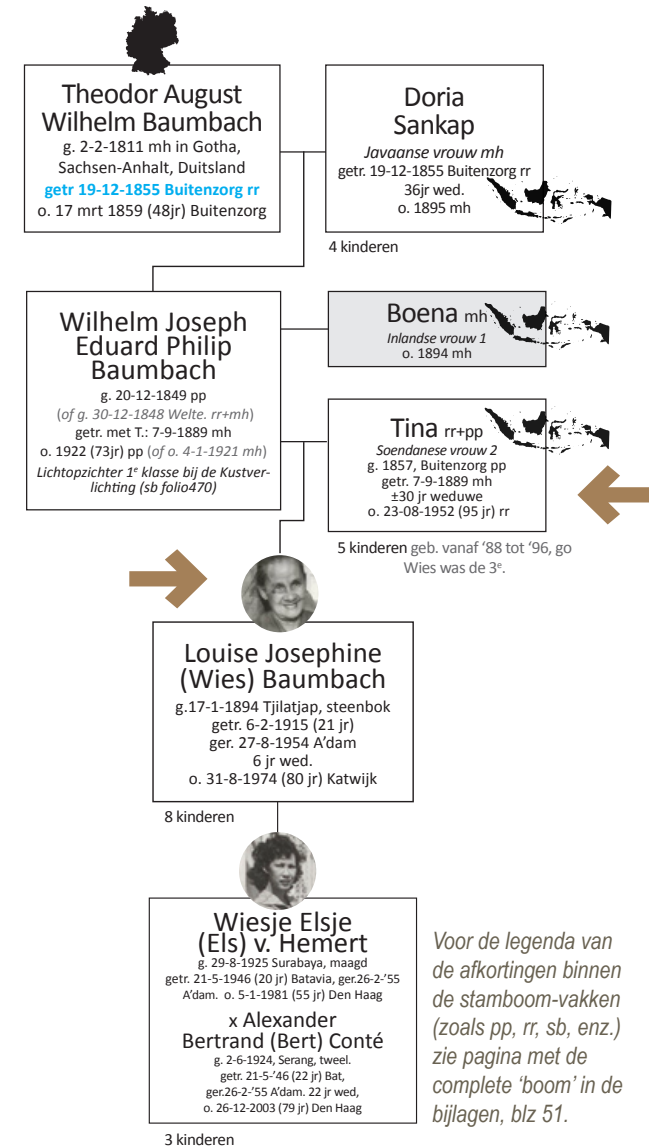 Theodor August
Wilhelm Baumbach
g. 2-2-1811 mh in Gotha,
Sachsen-Anhalt, Duitsland
getr 19-12-1855 Buitenzorg rr
o. 17 mrt 1859 (48jr) Buitenzorg
Doria
Sankap
Javaanse vrouw mh
getr. 19-12-1855 Buitenzorg rr
36jr wed.
o. 1895 mh
4 kinderen
Wilhelm Joseph
Eduard Philip
Baumbach
g. 20-12-1849 pp
(of g. 30-12-1848 Welte. rr+mh)
getr. met T.: 7-9-1889 mh
o. 1922 (73jr) pp (of o. 4-1-1921 mh)
Lichtopzichter 1e klasse bij de Kustver-
lichting (sb folio470)
Boena mh
Inlandse vrouw 1
o. 1894 mh
Tina rr+pp
Soendanese vrouw 2
g. 1857, Buitenzorg pp
getr. 7-9-1889 mh
±30 jr weduwe
o. 23-08-1952 (95 jr) rr
5 kinderen geb. vanaf ‘88 tot ‘96, go
Wies was de 3e.
Louise Josephine
(Wies) Baumbach
g.17-1-1894 Tjilatjap, steenbok
getr. 6-2-1915 (21 jr)
ger. 27-8-1954 A’dam
6 jr wed.
o. 31-8-1974 (80 jr) Katwijk
8 kinderen
Wiesje Elsje
(Els) v. Hemert
g. 29-8-1925 Surabaya, maagd
getr. 21-5-1946 (20 jr) Batavia, ger.26-2-’55
A’dam. o. 5-1-1981 (55 jr) Den Haag
x Alexander
Bertrand (Bert) Conté
g. 2-6-1924, Serang, tweel.
getr. 21-5-’46 (22 jr) Bat,
ger.26-2-’55 A’dam. 22 jr wed,
o. 26-12-2003 (79 jr) Den Haag
3 kinderen
Voor de legenda van
de afkortingen binnen
de stamboom-vakken
(zoals pp, rr, sb, enz.)
zie pagina met de
complete ‘boom’ in de
bijlagen, blz 51.